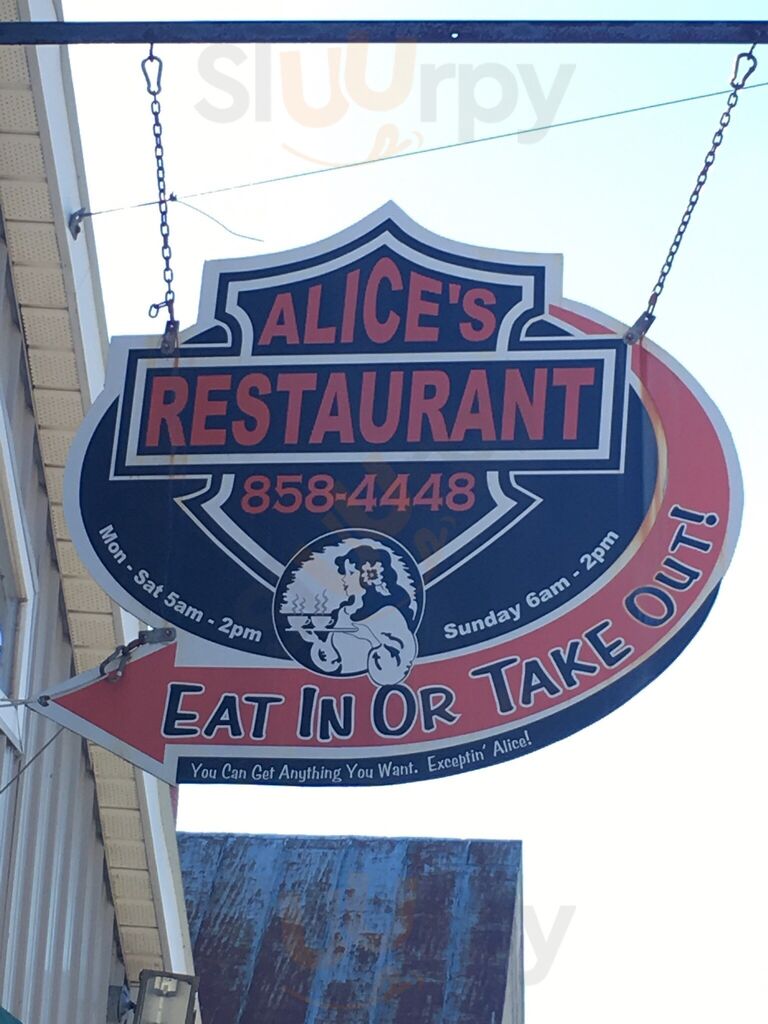 SlUUrpy
ALICE'S
RESTAURANT
858-4448
Mon - Sat 5am - 2pm
Sunday 6am - 2pm
EAT IN OR TAKE OUT!
You Can Get Anything You Want. Exceptin' Alice!